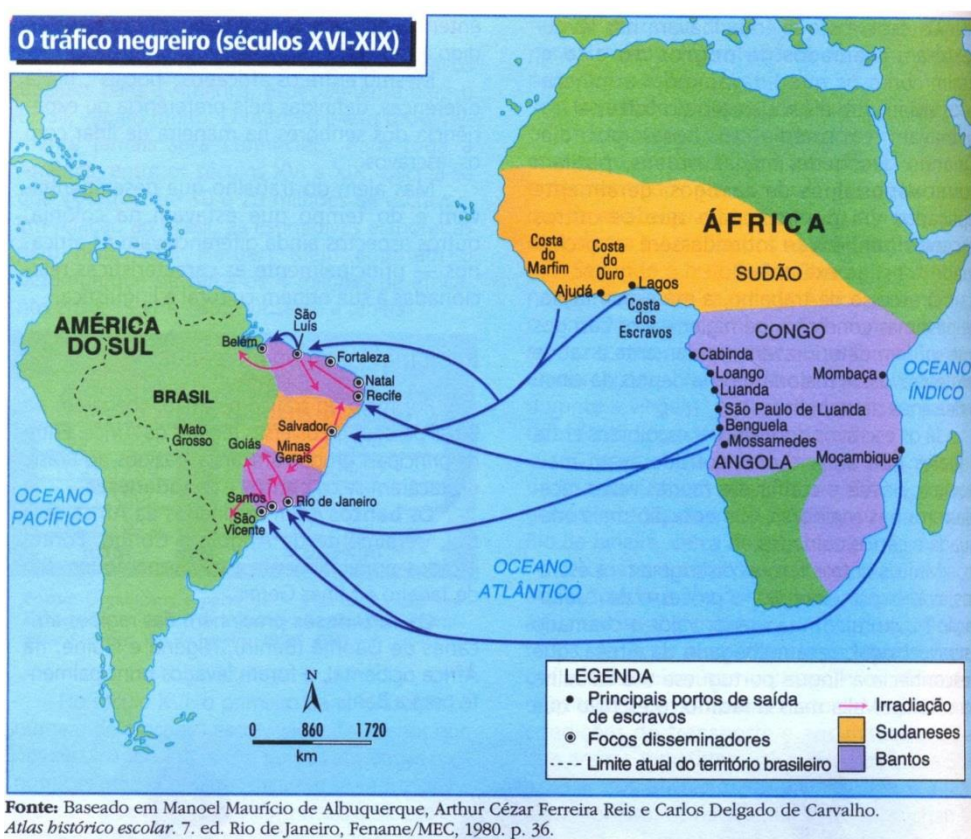 O tráfico negreiro (séculos XVI-XIX)
ÁFRICA
SUDÃO
Costa
do
Marfim
Costa
do
Ouro
Ajudá
Lagos
Costa
dos
Escravos
CONGO
Cabinda
Loango
Luanda
São Paulo de Luanda
Benguela
Mossamedes
ANGOLA
Mombaça
Moçambique
OCEANO
ÍNDICO
AMÉRICA
DO SUL
BRASIL
Belém
São
Luís
Fortaleza
Natal
Recife
Salvador
Mato
Grosso
Goiás
Minas
Gerais
Santos
São
Vicente
Rio de Janeiro
OCEANO
PACÍFICO
OCEANO
ATLÂNTICO
N
0 860 1720
km
LEGENDA
Principais portos de saída
de escravos
Focos disseminadores
Limite atual do território brasileiro
Irradiação
Sudaneses
Bantos
Fonte: Baseado em Manoel Maurício de Albuquerque, Arthur Cézar Ferreira Reis e Carlos Delgado de Carvalho.
Atlas histórico escolar. 7. ed. Rio de Janeiro, Fename/MEC, 1980. p. 36.